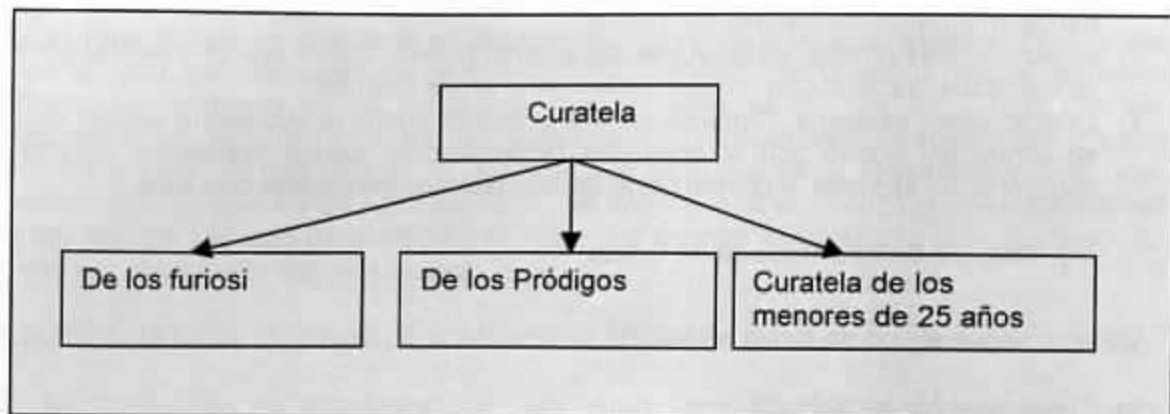 Curatela
De los furiosi
De los Pródigos
Curatela de los
menores de 25 años